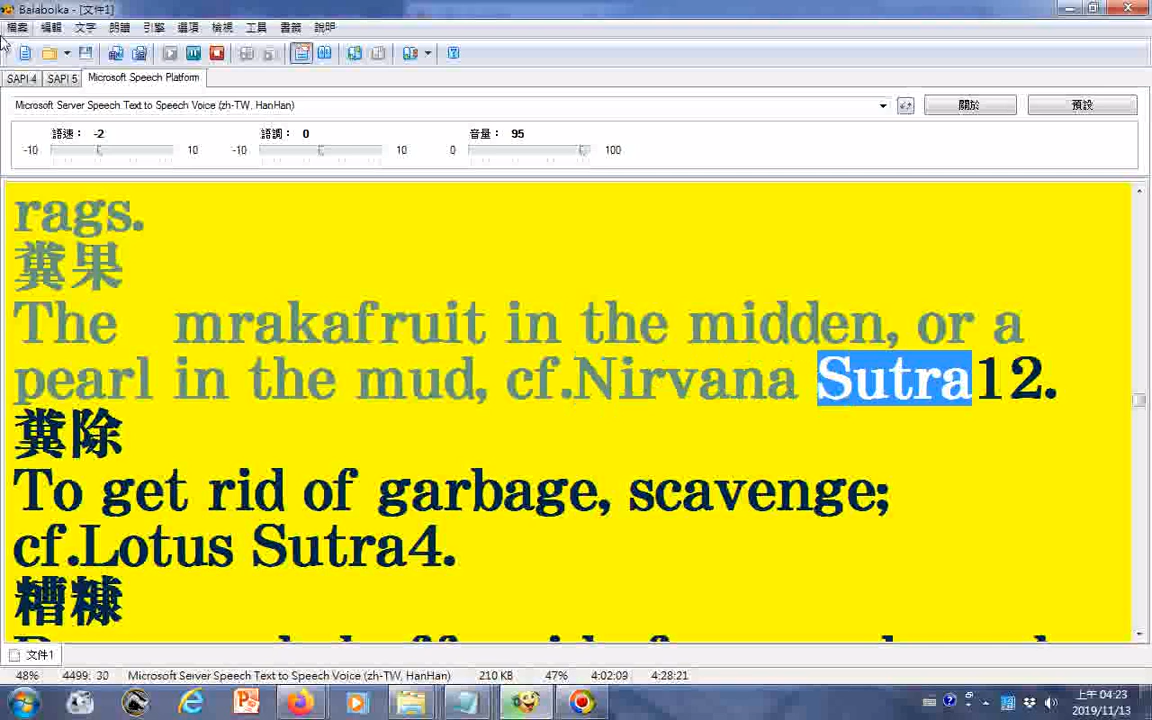 Balabolka - [文件1]
檔案 編輯 文字 朗讀 引擎 選項 檢視 工具 書籤 說明
SAPI 4 SAPI 5 Microsoft Speech Platform
Microsoft Server Speech Text to Speech Voice (zh-TW, HanHan) 關於 預設
語速： -2 語調： 0 音量： 95
-10 10 -10 10 0 100
rags.
糞果
The mrakafruit in the midden, or a
pearl in the mud, cf.Nirvana Sutra12.
糞除
To get rid of garbage, scavenge;
cf.Lotus Sutra4.
糟糠
文件1
48% 4499, 30 Microsoft Server Speech Text to Speech Voice (zh-TW, HanHan) 210 KB 47% 4:02:09 4:28:21
上午 04:23
2019/11/13